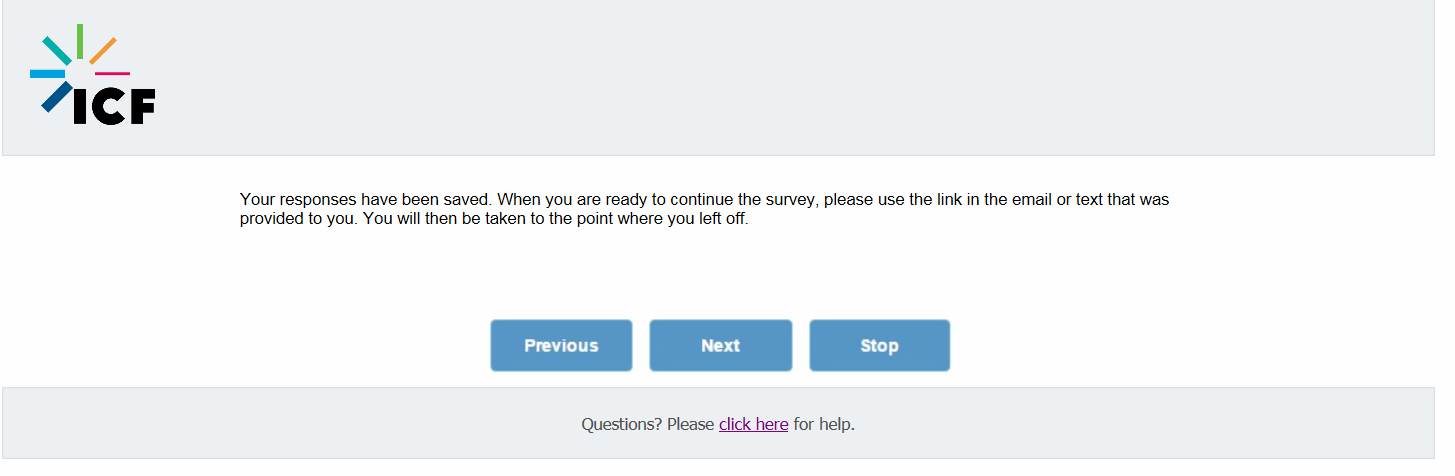 ICF
Your responses have been saved. When you are ready to continue the survey, please use the link in the email or text that was
provided to you. You will then be taken to the point where you left off.
Previous Next Stop
Questions? Please click here for help.